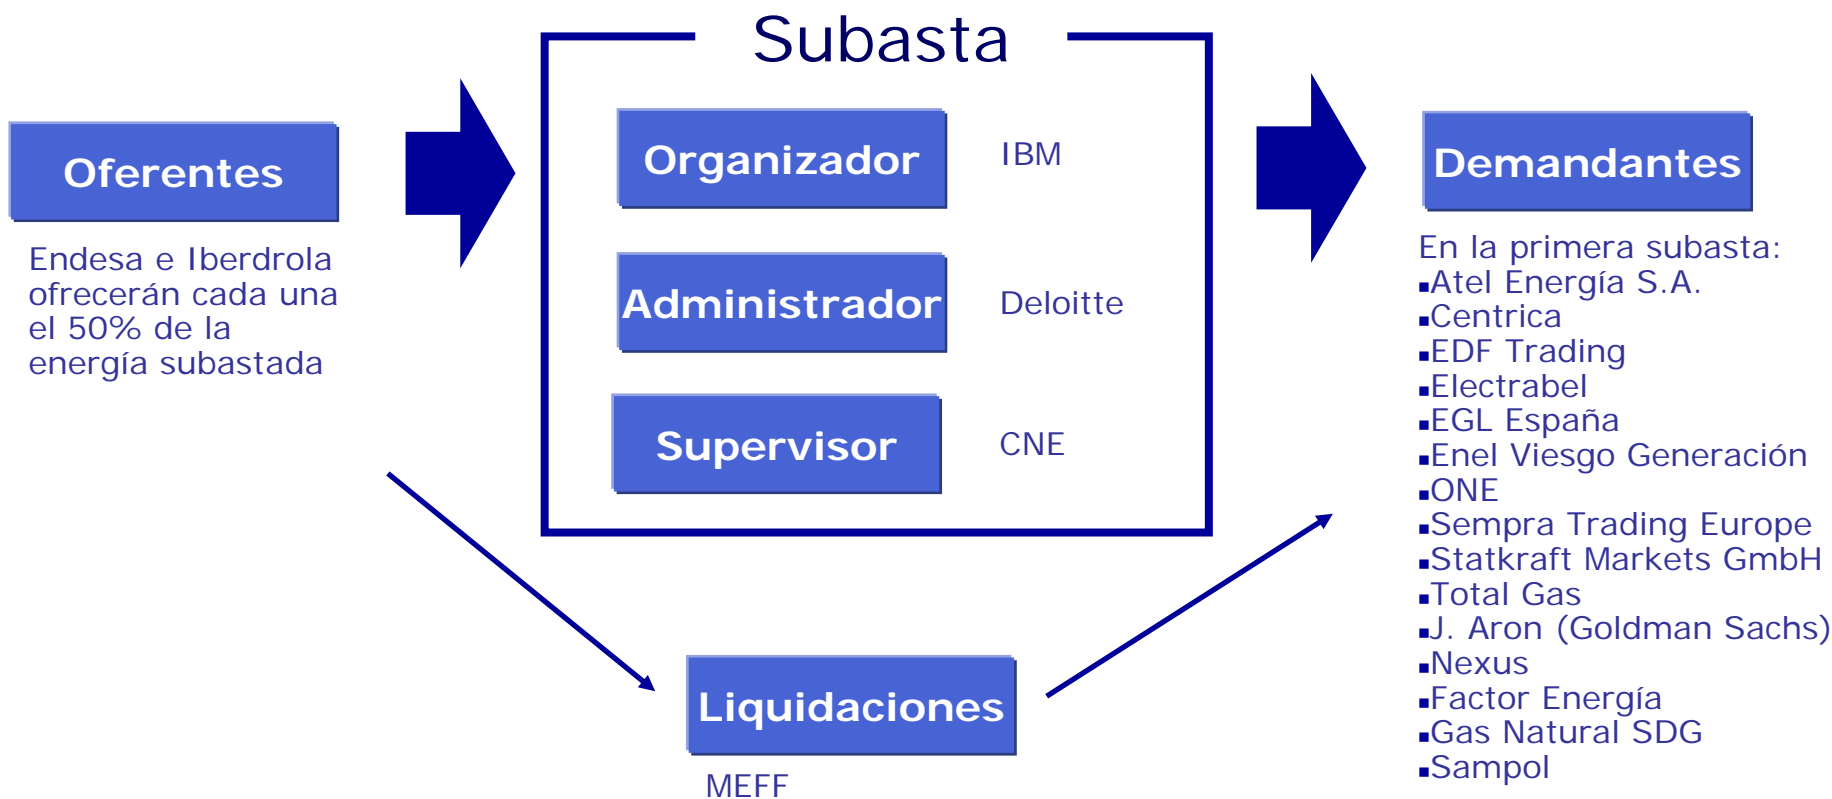 Subasta
Oferentes
Endesa e Iberdrola
ofrecerán cada una
el 50% de la
energía subastada
Organizador
IBM
Administrador
Deloitte
Supervisor
CNE
Liquidaciones
MEFF
Demandantes
En la primera subasta:
▪Atel Energía S.A.
▪Centrica
▪EDF Trading
▪Electrabel
▪EGL España
▪Enel Viesgo Generación
▪ONE
▪Sempra Trading Europe
▪Statkraft Markets GmbH
▪Total Gas
▪J. Aron (Goldman Sachs)
▪Nexus
▪Factor Energía
▪Gas Natural SDG
▪Sampol